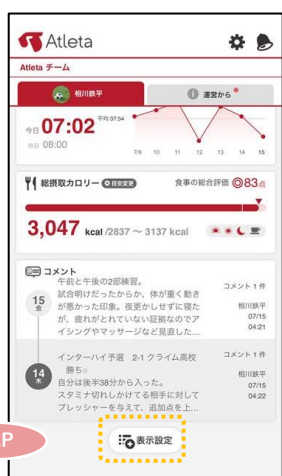 Atleta
Atleta チーム
相川鉄平
運営から
今日 07:02 平均 07:54
昨日 08:00
7/9 10 11 12 13 14 15
総摂取カロリー 目安変更 食事の総合評価 ◎83点
3,047 kcal /2837 ～ 3137 kcal
コメント
15 金
午前と午後の2部練習。
試合明けだったからか、体が重く動き
が悪かった印象。夜更かしせずに寝た
が、疲れがとれていない証拠なのでア
イシングやマッサージなど見直した...
コメント 1 件
相川鉄平
07/15
04:21
14 木
インターハイ予選 2-1 クライム高校
勝ち○
自分は後半38分から入った。
スタミナ切れしかけてる相手に対して
プレッシャーを与えて、追加点を上...
コメント 1 件
相川鉄平
07/15
04:22
P
表示設定